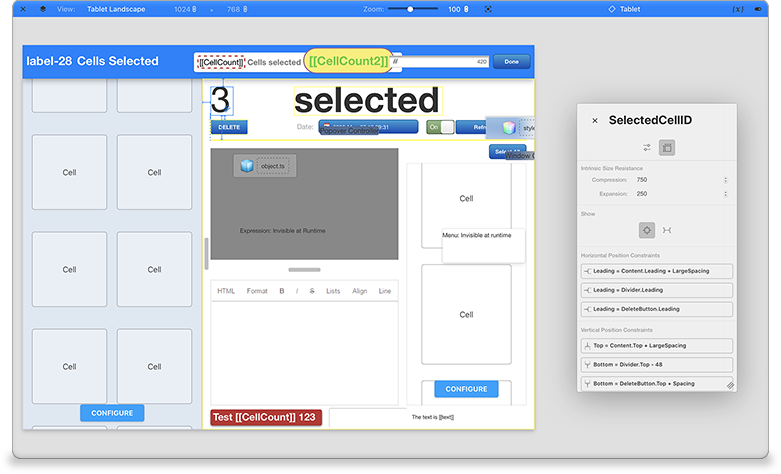 View: Tablet Landscape 1024 768 Zoom: 100 Tablet {x}
label-28 Cells Selected [[CellCount]] Cells selected [[CellCount2]] // 420 Done
3 selected
DELETE Date: On Refre style
Popover Controller
Select All
Window C
object.ts
Cell Cell Cell
Expression: Invisible at Runtime
Menu: Invisible at runtime
Cell Cell
HTML Format B I S Lists Align Line
Cell
Cell Cell
CONFIGURE
CONFIGURE
Test [[CellCount]] 123
The text is [[text]]
SelectedCellID
Intrinsic Size Resistance
Compression: 750
Expansion: 250
Show
Horizontal Position Constraints
Leading = Content.Leading + LargeSpacing
Leading = Divider.Leading
Leading = DeleteButton.Leading
Vertical Position Constraints
Top = Content.Top + LargeSpacing
Bottom = Divider.Top - 48
Bottom = DeleteButton.Top + Spacing